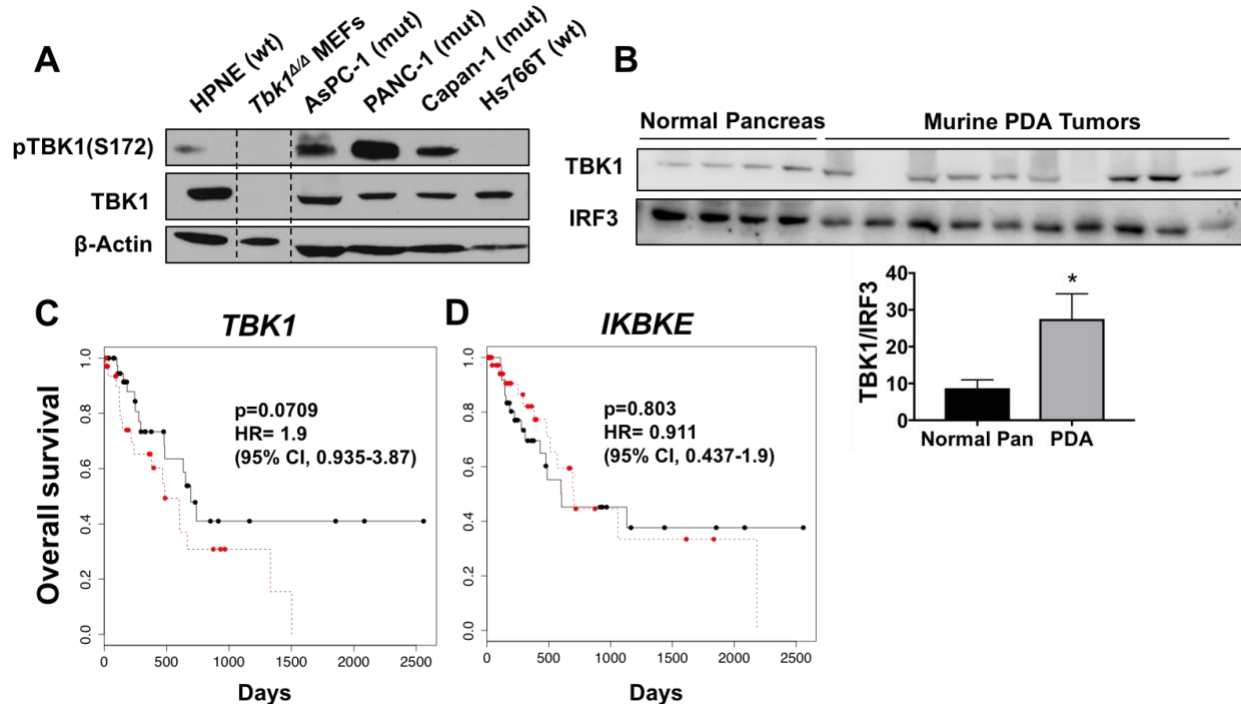 A
HPNE (wt)
Tbk1Δ/Δ MEFs
AsPC-1 (mut)
PANC-1 (mut)
Capan-1 (mut)
Hs766T (wt)
pTBK1(S172)
TBK1
β-Actin
B
Normal Pancreas
Murine PDA Tumors
TBK1
IRF3
TBK1/IRF3
40
30
20
10
0
*
Normal Pan
PDA
C
TBK1
Overall survival
1.0
0.8
0.6
0.4
0.2
0.0
p=0.0709
HR= 1.9
(95% CI, 0.935-3.87)
0 500 1000 1500 2000 2500
Days
D
IKBKE
1.0
0.8
0.6
0.4
0.2
0.0
p=0.803
HR= 0.911
(95% CI, 0.437-1.9)
0 500 1000 1500 2000 2500
Days